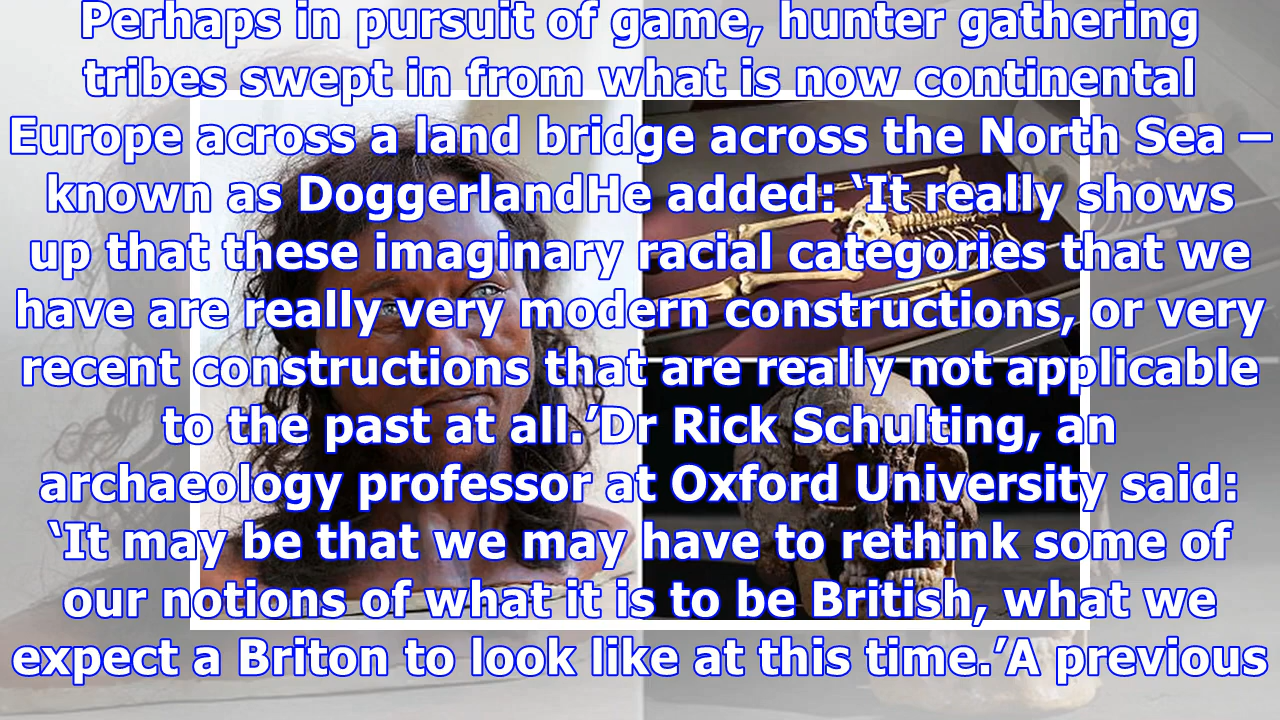 Perhaps in pursuit of game, hunter gathering
tribes swept in from what is now continental
Europe across a land bridge across the North Sea –
known as DoggerlandHe added: ‘It really shows
up that these imaginary racial categories that we
have are really very modern constructions, or very
recent constructions that are really not applicable
to the past at all.’Dr Rick Schulting, an
archaeology professor at Oxford University said:
‘It may be that we may have to rethink some of
our notions of what it is to be British, what we
expect a Briton to look like at this time.’A previous